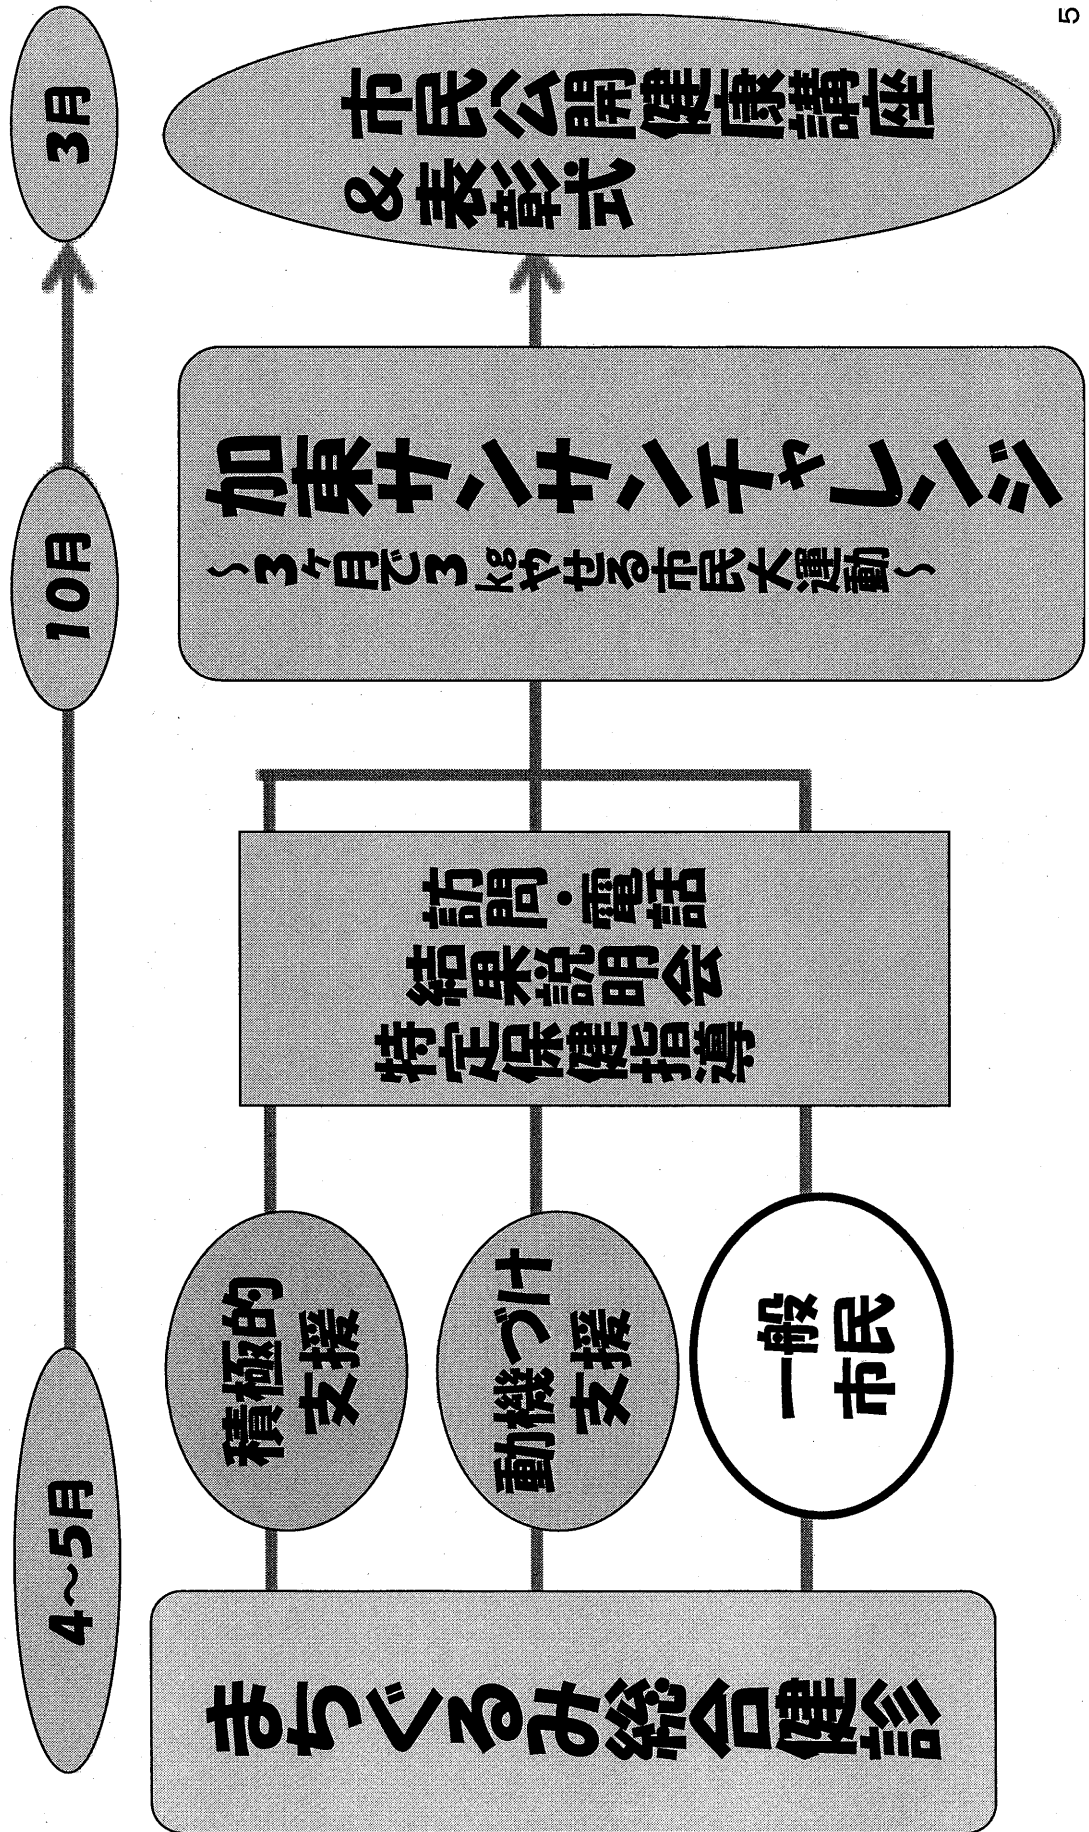 4～5月
10月
3月
まちぐるみ総合健診
積極的
支援
動機づけ
支援
一般
市民
訪問・電話
結果説明会
特定保健指導
加東サンサンチャレンジ
～3ヶ月で3kgやせる市民大運動～
市民公開健康講座
&表彰式
5